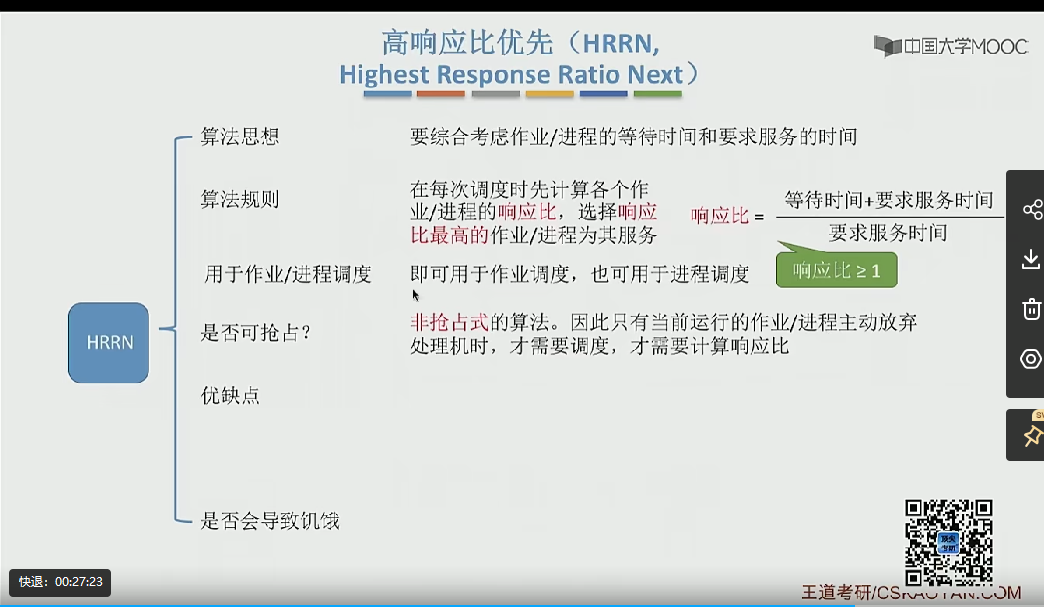 高响应比优先（HRRN,
Highest Response Ratio Next）
中国大学MOOC
算法思想
要综合考虑作业/进程的等待时间和要求服务的时间
算法规则
在每次调度时先计算各个作
业/进程的响应比，选择响应
比最高的作业/进程为其服务
响应比 =
等待时间+要求服务时间
要求服务时间
响应比 ≥ 1
用于作业/进程调度
即可用于作业调度，也可用于进程调度
HRRN
是否可抢占?
非抢占式的算法。因此只有当前运行的作业/进程主动放弃
处理机时，才需要调度，才需要计算响应比
优缺点
是否会导致饥饿
快退：00:27:23
王道考研/CSKAOYAN.COM